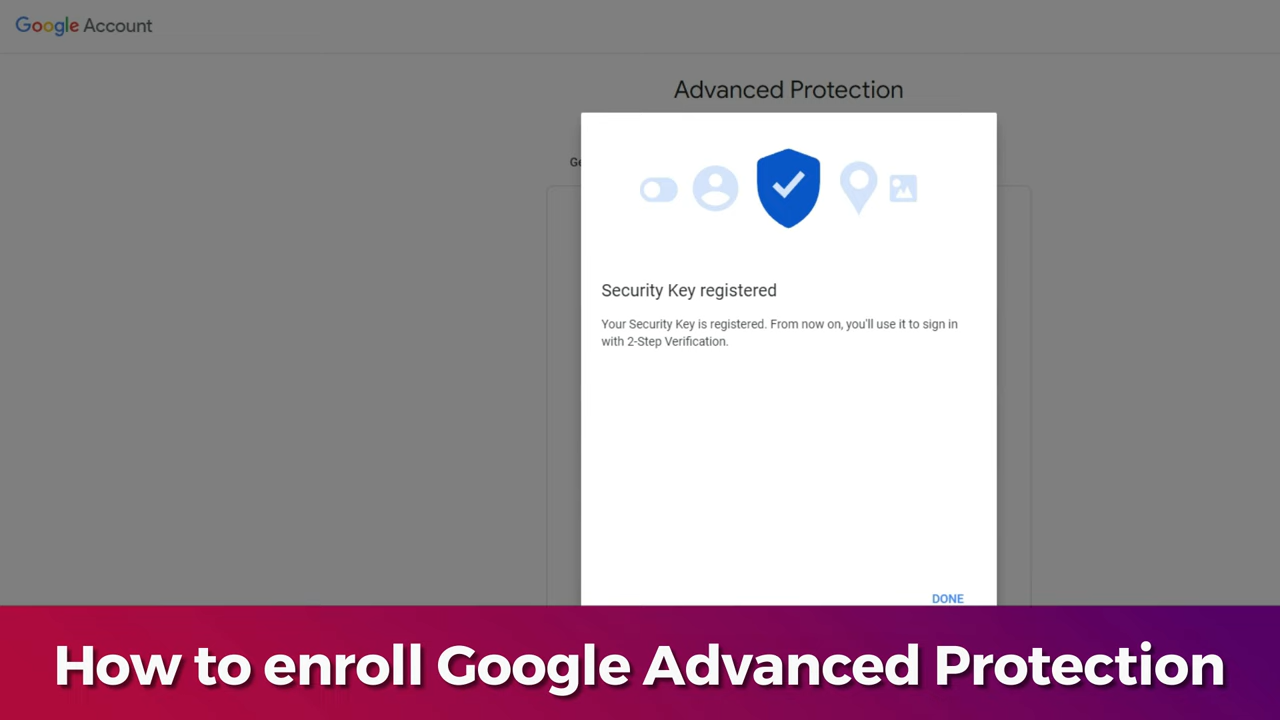 Google Account
Advanced Protection
Ge
Security Key registered
Your Security Key is registered. From now on, you'll use it to sign in
with 2-Step Verification.
DONE
How to enroll Google Advanced Protection